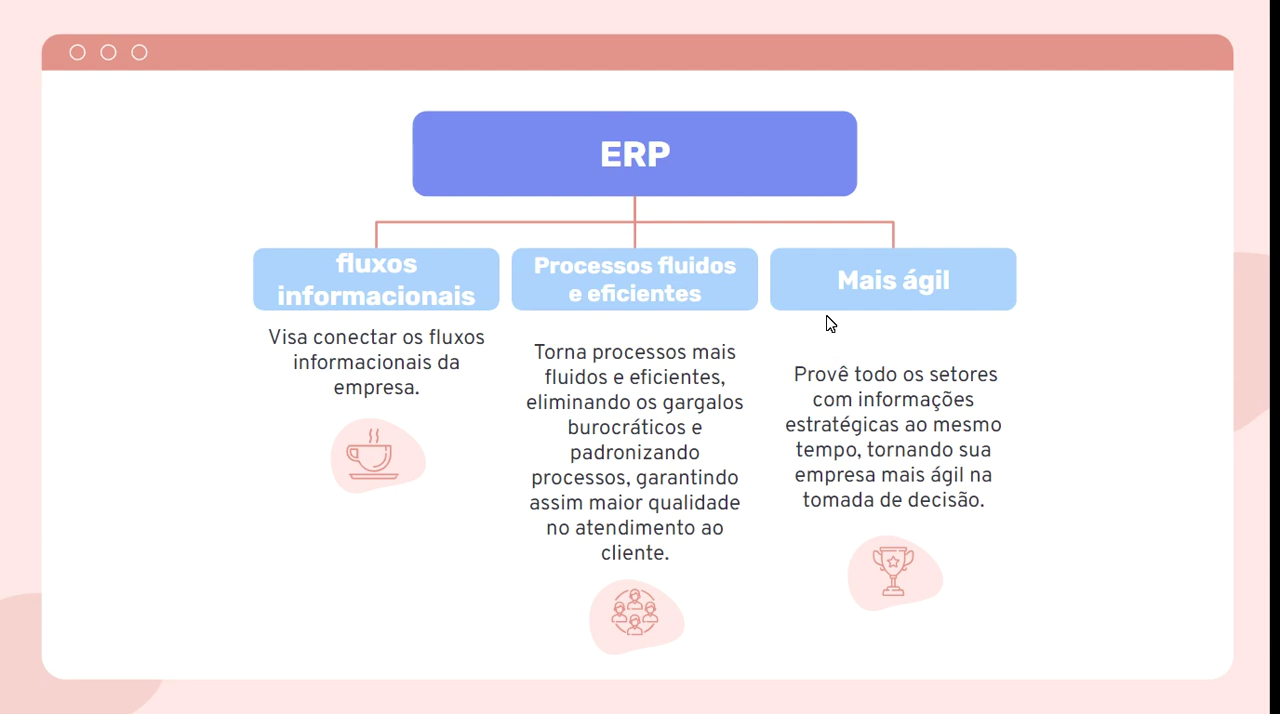 ERP
fluxos
informacionais
Visa conectar os fluxos
informacionais da
empresa.
Processos fluidos
e eficientes
Torna processos mais
fluidos e eficientes,
eliminando os gargalos
burocráticos e
padronizando
processos, garantindo
assim maior qualidade
no atendimento ao
cliente.
Mais ágil
Provê todo os setores
com informações
estratégicas ao mesmo
tempo, tornando sua
empresa mais ágil na
tomada de decisão.